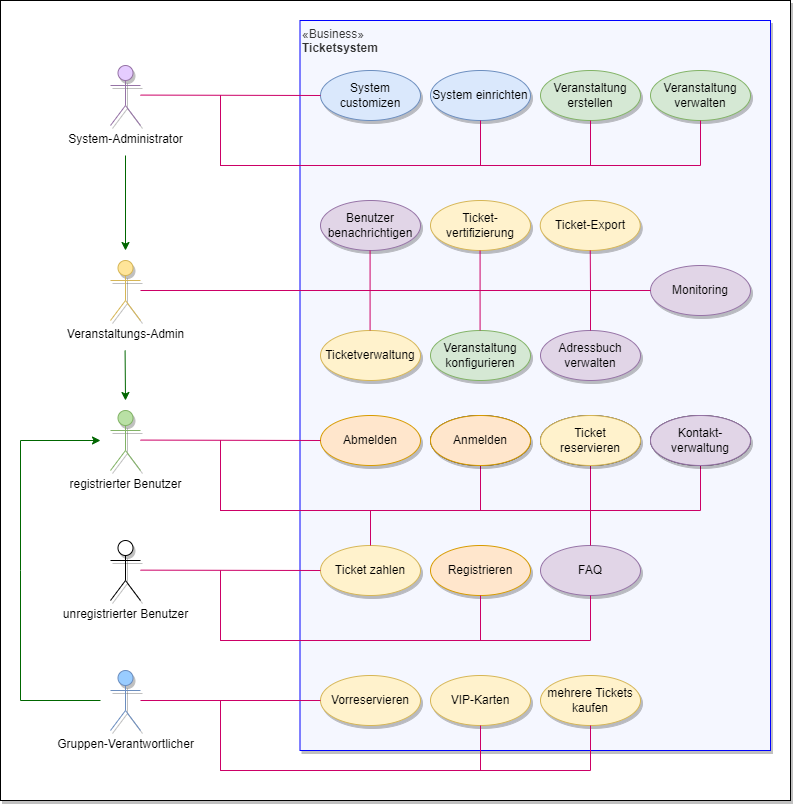 «Business»
Ticketsystem
System
customizen
System einrichten
Veranstaltung
erstellen
Veranstaltung
verwalten
System-Administrator
Benutzer
benachrichtigen
Ticket-
vertifizierung
Ticket-Export
Monitoring
Veranstaltungs-Admin
Ticketverwaltung
Veranstaltung
konfigurieren
Adressbuch
verwalten
Abmelden
Anmelden
Ticket
reservieren
Kontakt-
verwaltung
registrierter Benutzer
Ticket zahlen
Registrieren
FAQ
unregistrierter Benutzer
Vorreservieren
VIP-Karten
mehrere Tickets
kaufen
Gruppen-Verantwortlicher